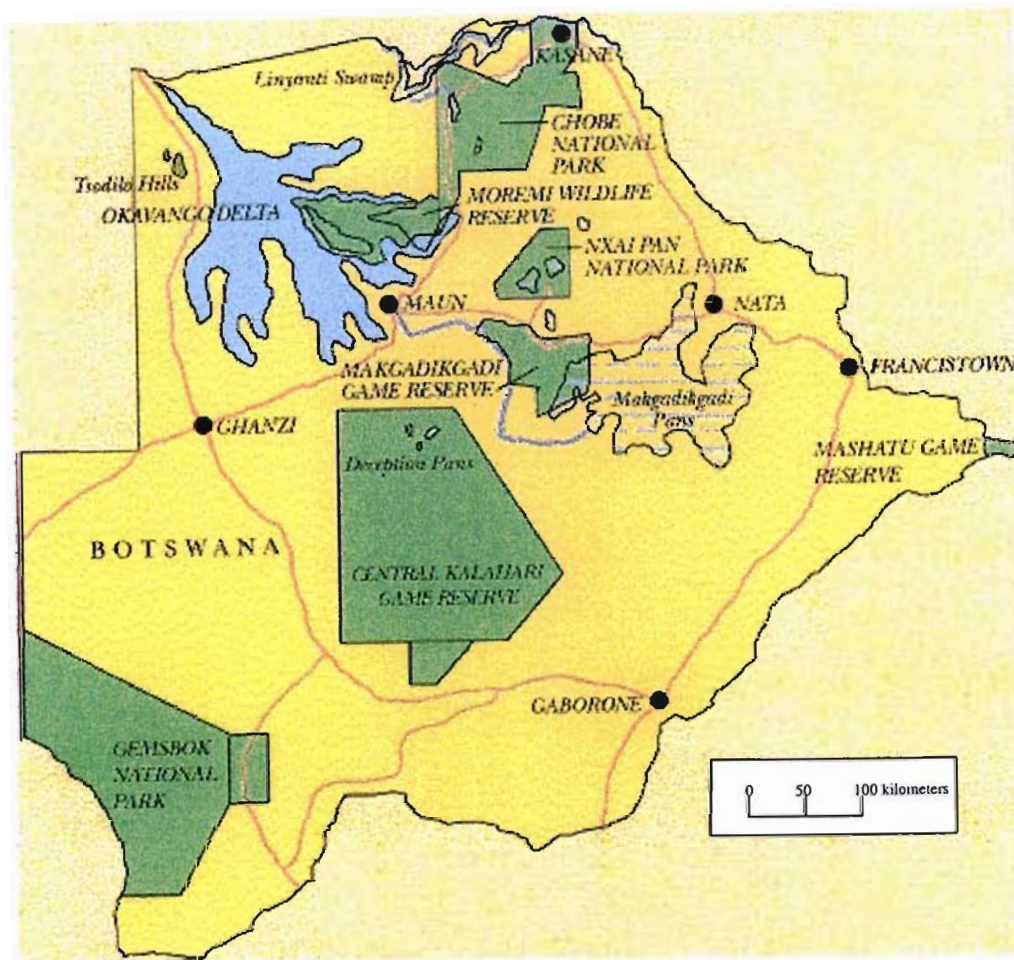 KASANE
Linyanti Swamp
CHOBE
NATIONAL
PARK
Tsodilo Hills
OKAVANGO DELTA
MOREMI WILDLIFE
RESERVE
NXAI PAN
NATIONAL PARK
MAUN
NATA
MAKGADIKGADI
GAME RESERVE
FRANCISTOWN
Makgadikgadi
Pans
GHANZI
Deception Pans
MASHATU GAME
RESERVE
BOTSWANA
CENTRAL KALAHARI
GAME RESERVE
GABORONE
GEMSBOK
NATIONAL
PARK
0 50 100 kilometers